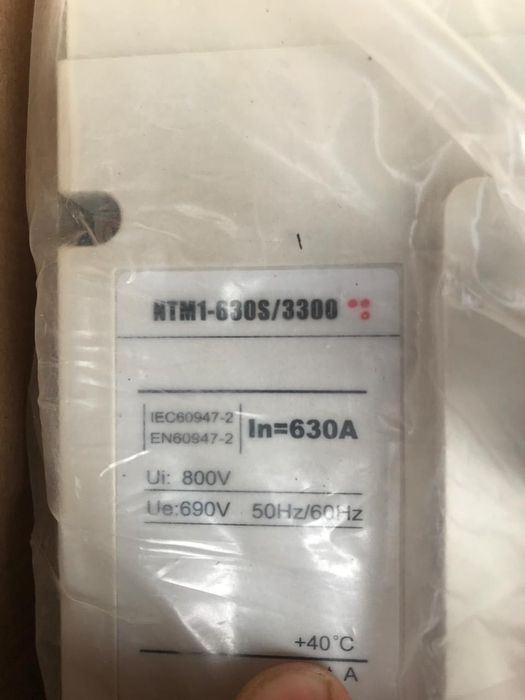 NTM1-630S/3300
IEC60947-2
EN60947-2
In=630A
Ui: 800V
Ue:690V 50Hz/60Hz
+40°C
A